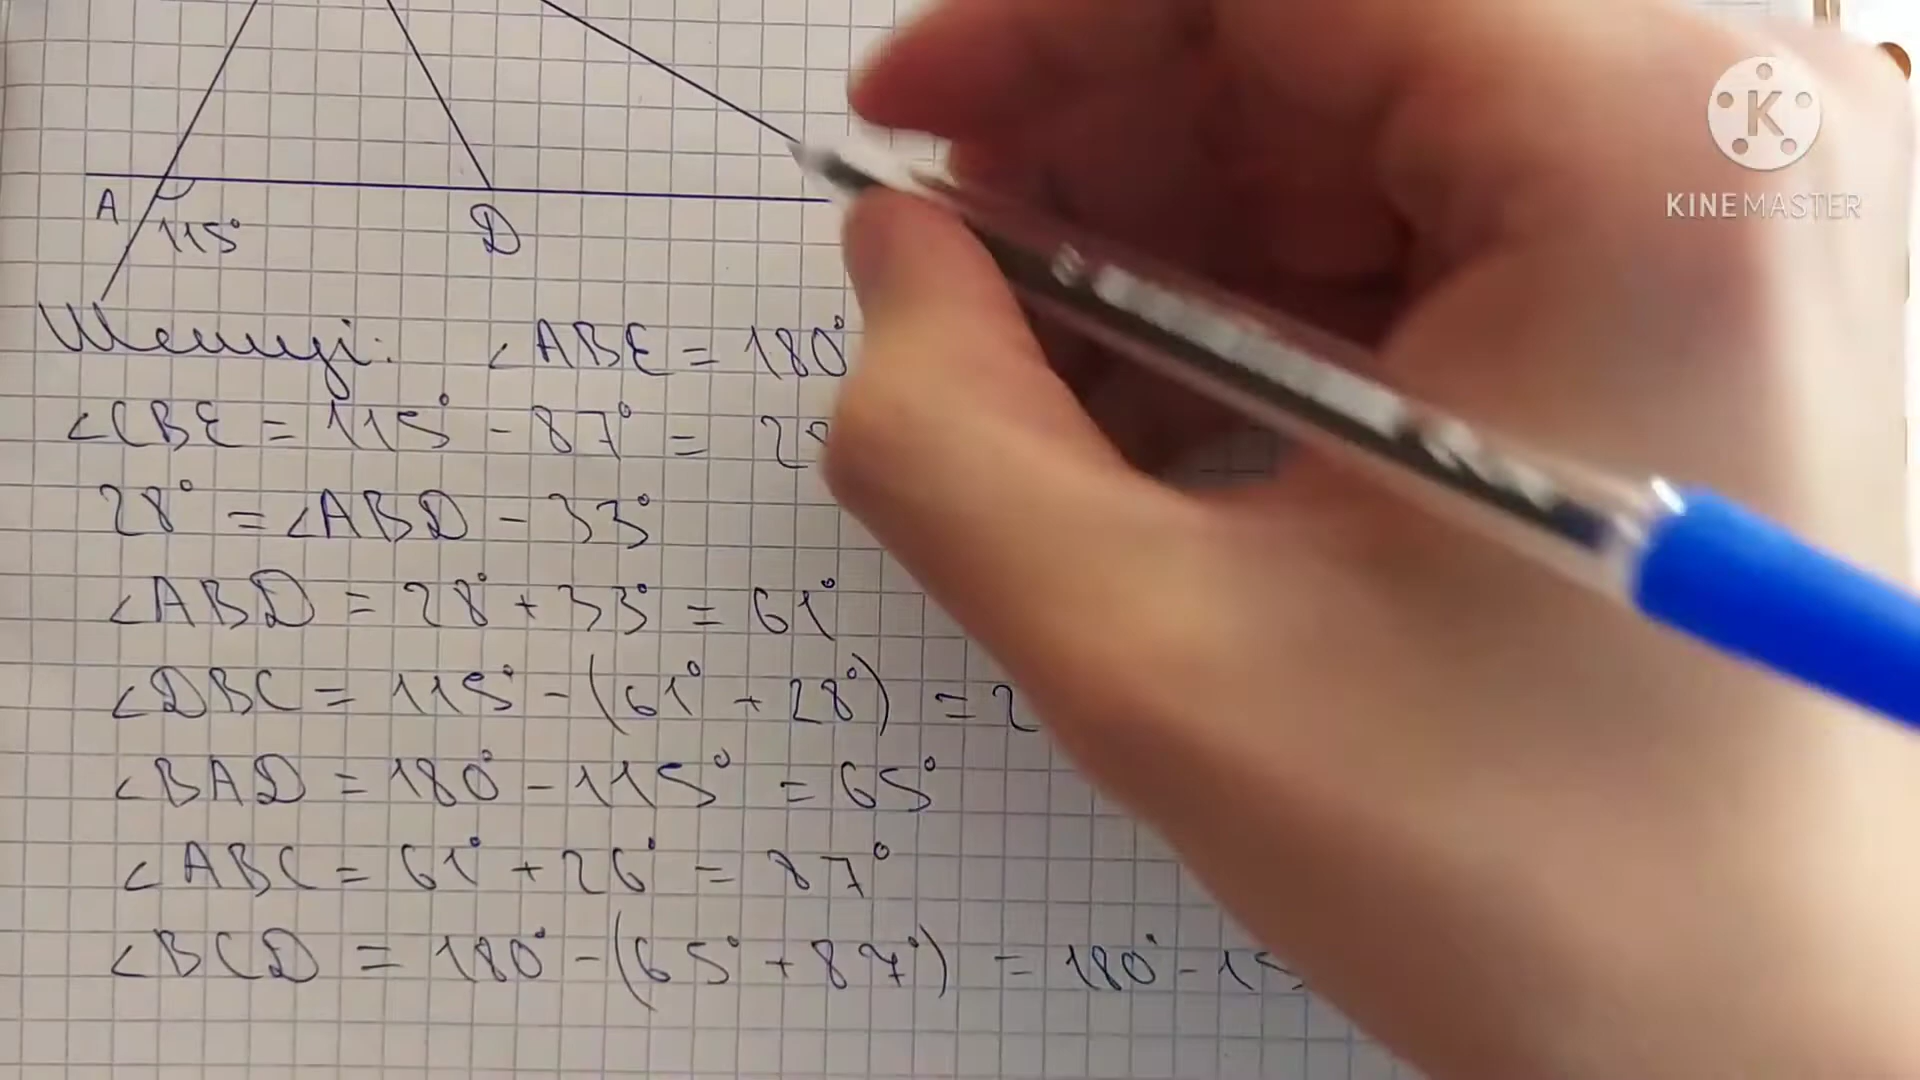 A
115°
D
Шешуі: ∠ABE = 180°
∠CBE = 115° - 87° = 28
28° = ∠ABD - 33°
∠ABD = 28° + 33° = 61°
∠DBC = 115° - (61° + 28°) = 2
∠BAD = 180° - 115° = 65°
∠ABC = 61° + 26° = 87°
∠BCD = 180° - (65° + 87°) = 180° - 15
K
KINEMASTER